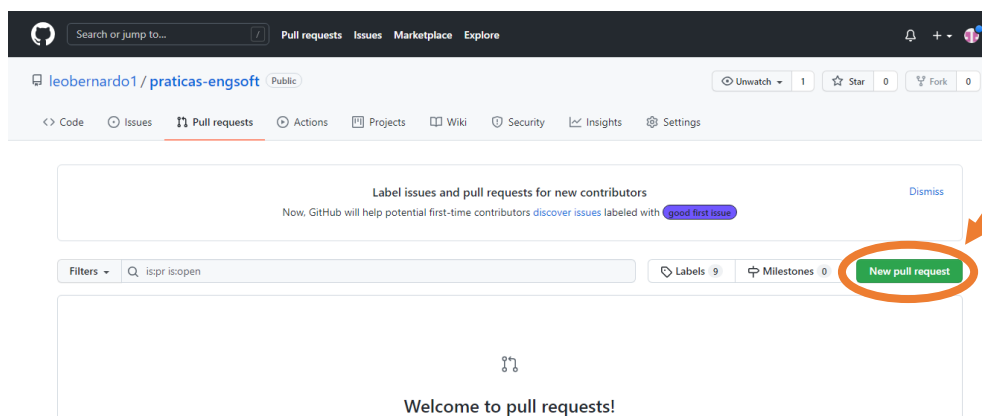 Search or jump to... / Pull requests Issues Marketplace Explore
leobernardo1 / praticas-engsoft Public Unwatch 1 Star 0 Fork 0
Code Issues Pull requests Actions Projects Wiki Security Insights Settings
Label issues and pull requests for new contributors Dismiss
Now, GitHub will help potential first-time contributors discover issues labeled with good first issue
Filters is:pr is:open Labels 9 Milestones 0 New pull request
Welcome to pull requests!